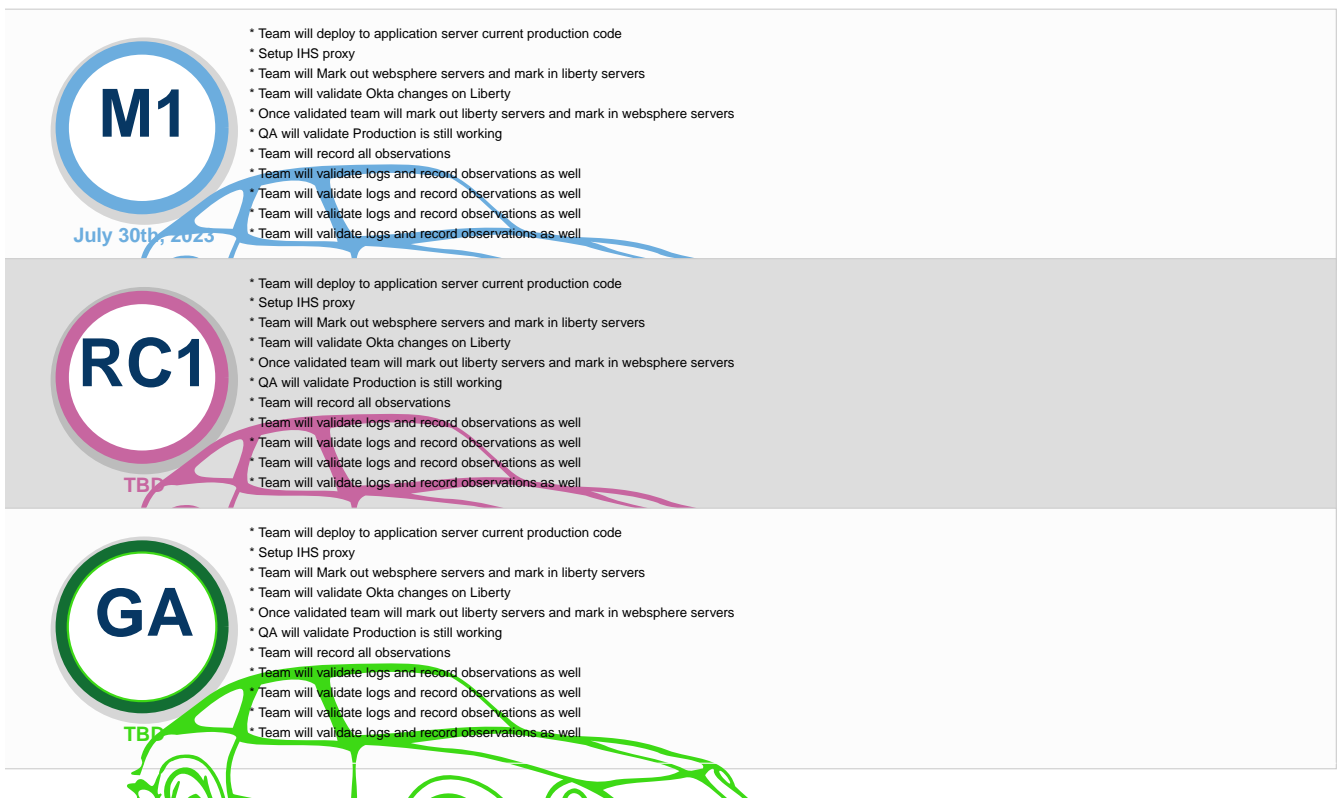 M1
July 30th, 2023
* Team will deploy to application server current production code
* Setup IHS proxy
* Team will Mark out websphere servers and mark in liberty servers
* Team will validate Okta changes on Liberty
* Once validated team will mark out liberty servers and mark in websphere servers
* QA will validate Production is still working
* Team will record all observations
* Team will validate logs and record observations as well
* Team will validate logs and record observations as well
* Team will validate logs and record observations as well
* Team will validate logs and record observations as well
RC1
TBD
* Team will deploy to application server current production code
* Setup IHS proxy
* Team will Mark out websphere servers and mark in liberty servers
* Team will validate Okta changes on Liberty
* Once validated team will mark out liberty servers and mark in websphere servers
* QA will validate Production is still working
* Team will record all observations
* Team will validate logs and record observations as well
* Team will validate logs and record observations as well
* Team will validate logs and record observations as well
* Team will validate logs and record observations as well
GA
TBD
* Team will deploy to application server current production code
* Setup IHS proxy
* Team will Mark out websphere servers and mark in liberty servers
* Team will validate Okta changes on Liberty
* Once validated team will mark out liberty servers and mark in websphere servers
* QA will validate Production is still working
* Team will record all observations
* Team will validate logs and record observations as well
* Team will validate logs and record observations as well
* Team will validate logs and record observations as well
* Team will validate logs and record observations as well